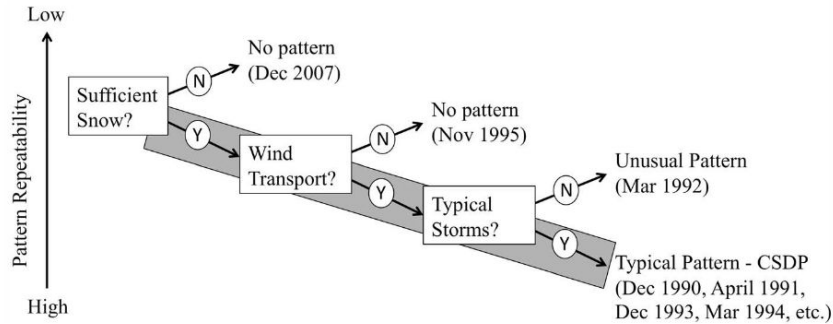 Low
Pattern Repeatability
High
Sufficient
Snow?
N
No pattern
(Dec 2007)
Y
Wind
Transport?
N
No pattern
(Nov 1995)
Y
Typical
Storms?
N
Unusual Pattern
(Mar 1992)
Y
Typical Pattern - CSDP
(Dec 1990, April 1991,
Dec 1993, Mar 1994, etc.)